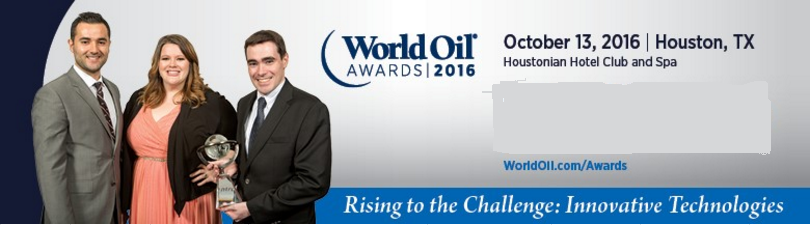 World Oil®
AWARDS | 2016
October 13, 2016 | Houston, TX
Houstonian Hotel Club and Spa
WorldOil.com/Awards
Rising to the Challenge: Innovative Technologies